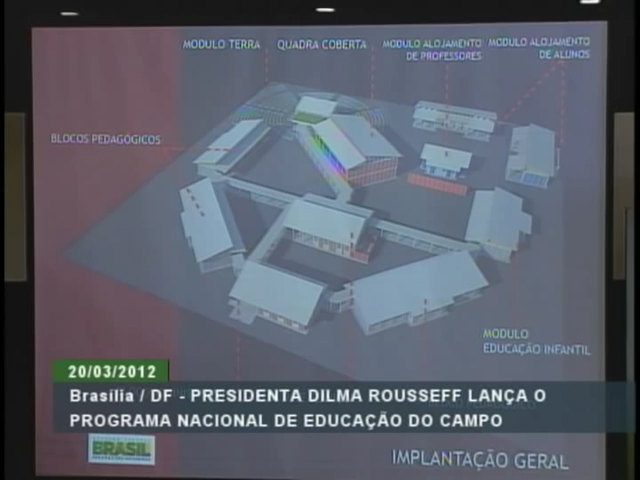 MODULO TERRA
QUADRA COBERTA
MODULO ALOJAMENTO
DE PROFESSORES
MODULO ALOJAMENTO
DE ALUNOS
BLOCOS PEDAGÓGICOS
MODULO
EDUCAÇÃO INFANTIL
20/03/2012
Brasília / DF - PRESIDENTA DILMA ROUSSEFF LANÇA O
PROGRAMA NACIONAL DE EDUCAÇÃO DO CAMPO
BRASIL
IMPLANTAÇÃO GERAL